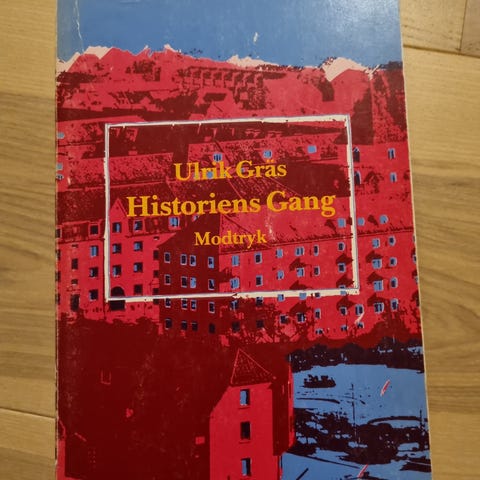 Ulrik Gräs
Historiens Gang
Modtryk